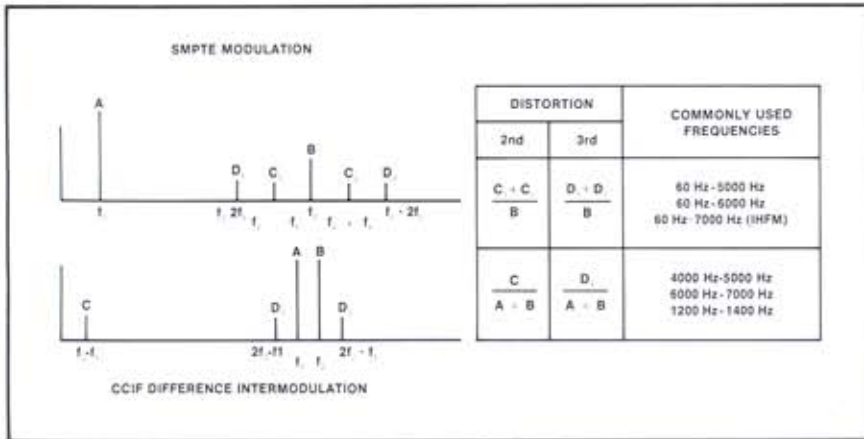 SMPTE MODULATION
A
B
D C C D
f f 2f f f f f - f f - 2f
A B
C D D
f -f 2f -f1 f f 2f - f
CCIF DIFFERENCE INTERMODULATION
DISTORTION
2nd 3rd
COMMONLY USED
FREQUENCIES
C + C
B
D + D
B
60 Hz-5000 Hz
60 Hz-6000 Hz
60 Hz-7000 Hz (IHFM)
C
A + B
D
A + B
4000 Hz-5000 Hz
6000 Hz-7000 Hz
1200 Hz-1400 Hz